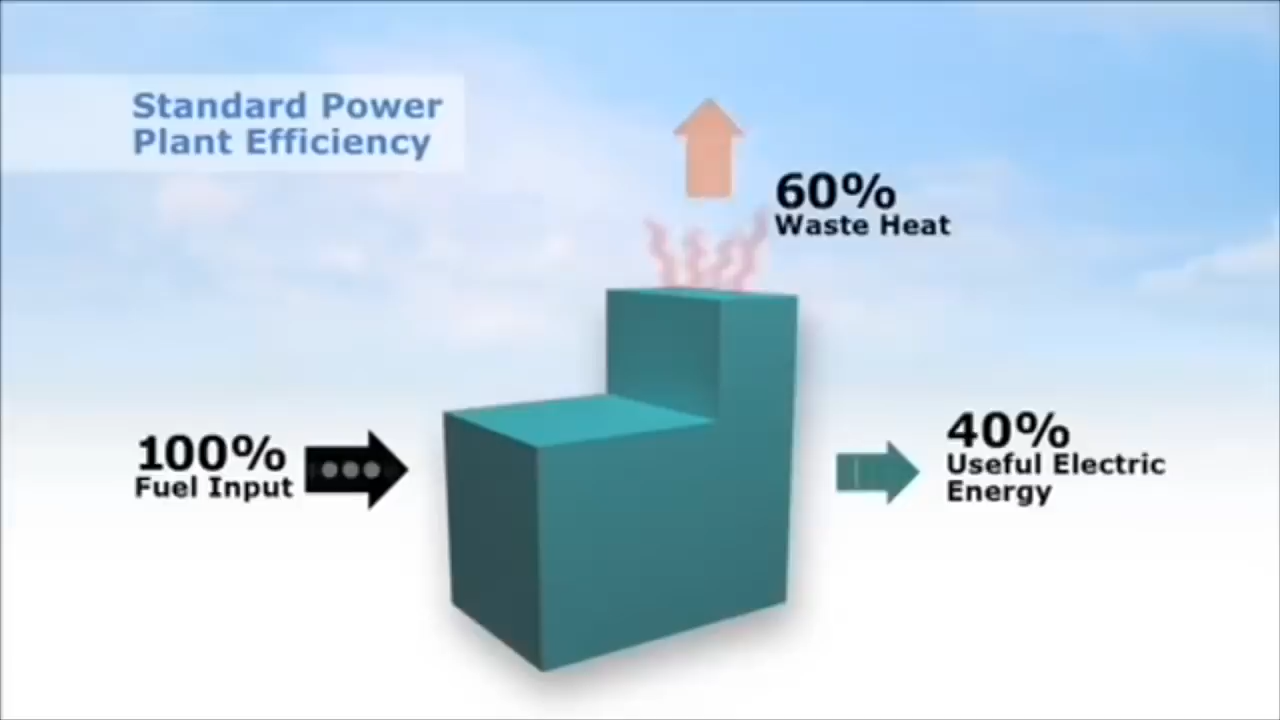 Standard Power
Plant Efficiency
60%
Waste Heat
100%
Fuel Input
40%
Useful Electric
Energy